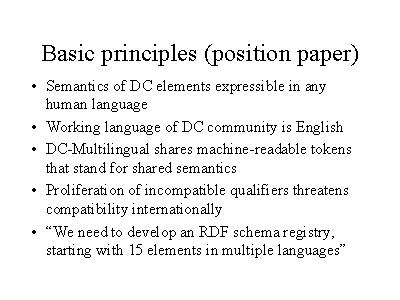 Basic principles (position paper)
• Semantics of DC elements expressible in any
human language
• Working language of DC community is English
• DC-Multilingual shares machine-readable tokens
that stand for shared semantics
• Proliferation of incompatible qualifiers threatens
compatibility internationally
• “We need to develop an RDF schema registry,
starting with 15 elements in multiple languages”